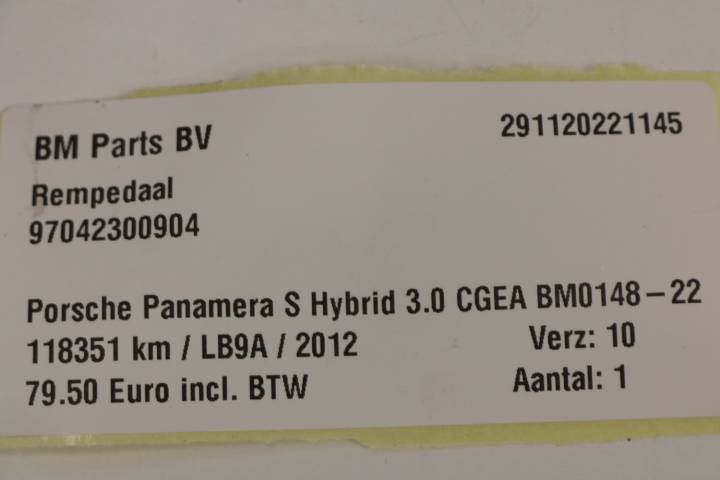 BM Parts BV 291120221145
Rempedaal
97042300904
Porsche Panamera S Hybrid 3.0 CGEA BM0148-22
118351 km / LB9A / 2012 Verz: 10
79.50 Euro incl. BTW Aantal: 1